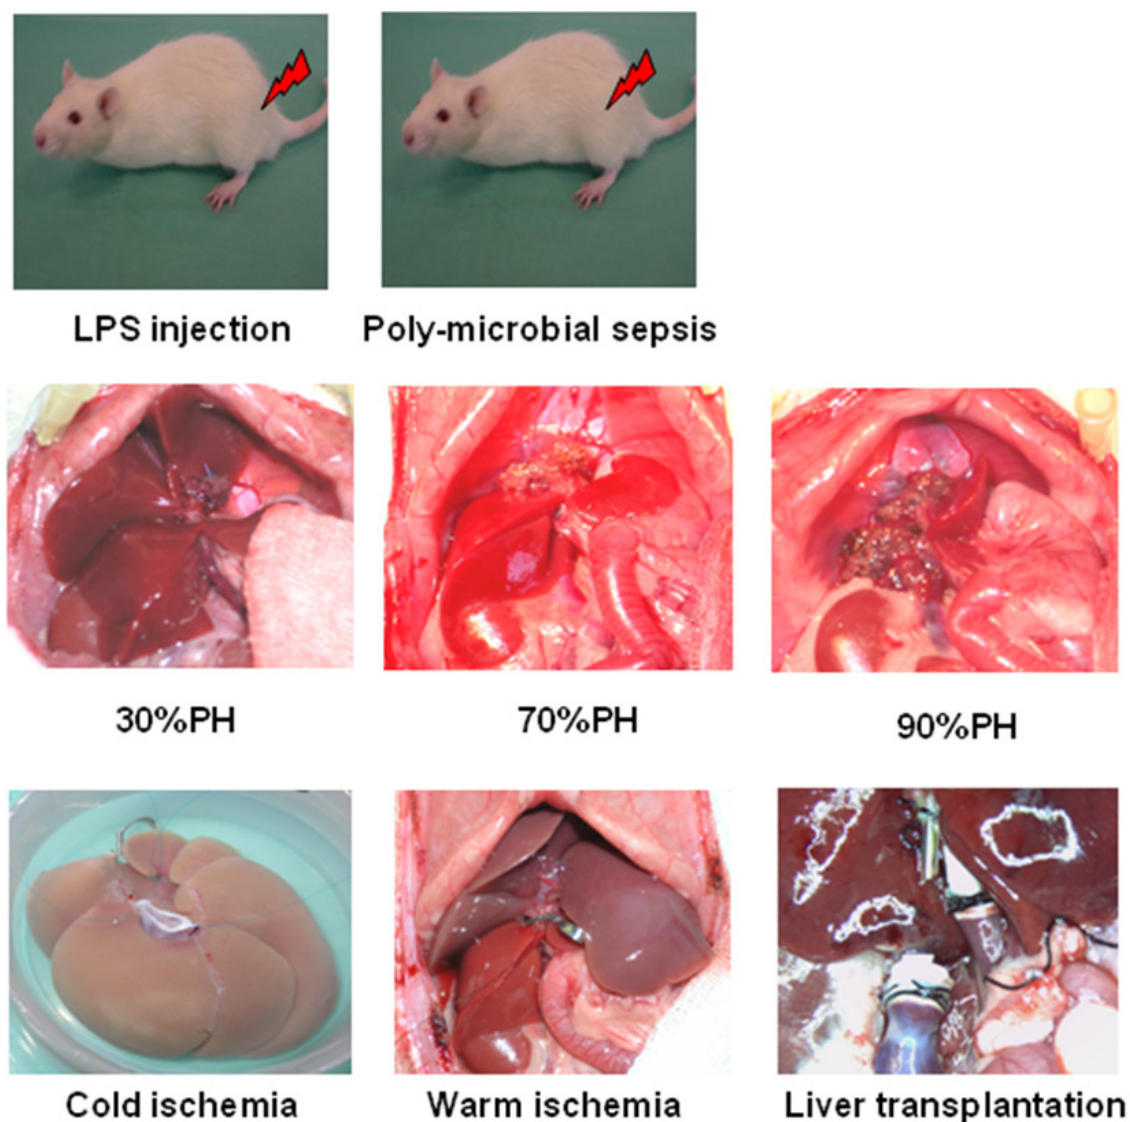 LPS injection
Poly-microbial sepsis
30%PH
70%PH
90%PH
Cold ischemia
Warm ischemia
Liver transplantation